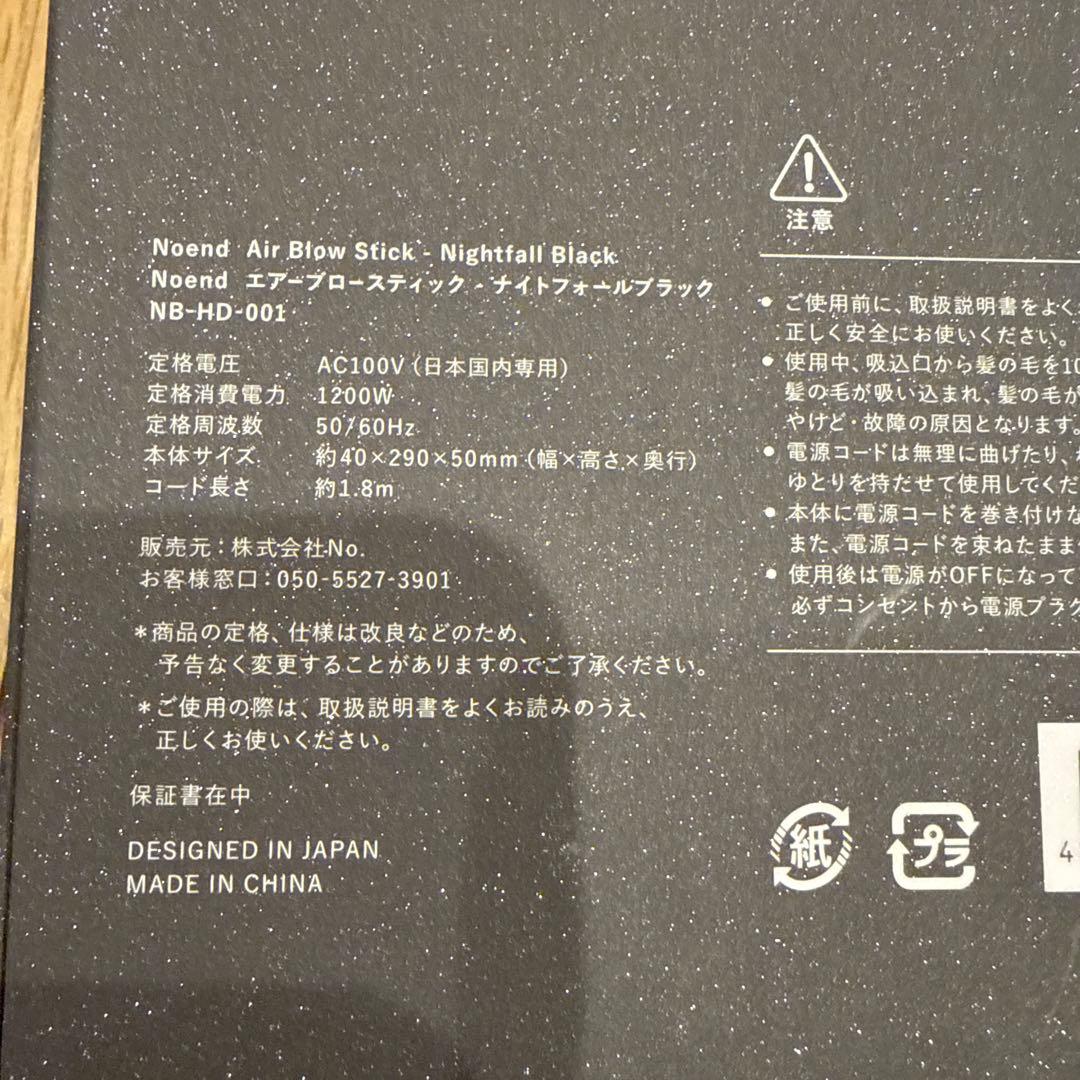 Noend Air Blow Stick - Nightfall Black
Noend エアーブロースティック - ナイトフォールブラック
NB-HD-001
定格電圧 AC100V(日本国内専用)
定格消費電力 1200W
定格周波数 50/60Hz
本体サイズ 約40×290×50mm(幅×高さ×奥行)
コード長さ 約1.8m
販売元:株式会社No.
お客様窓口:050-5527-3901
*商品の定格、仕様は改良などのため、
予告なく変更することがありますのでご了承ください。
*ご使用の際は、取扱説明書をよくお読みのうえ、
正しくお使いください。
保証書在中
DESIGNED IN JAPAN
MADE IN CHINA
注意
• ご使用前に、取扱説明書をよく
正しく安全にお使いください。
• 使用中、吸込口から髪の毛を10
髪の毛が吸い込まれ、髪の毛が
やけど・故障の原因となります。
• 電源コードは無理に曲げたり、
ゆとりを持だせて使用してくだ
• 本体に電源コードを巻き付けな
また、電源コードを束ねたまま
• 使用後は電源がOFFになって
必ずコンセントから電源プラグ
紙
プラ
4